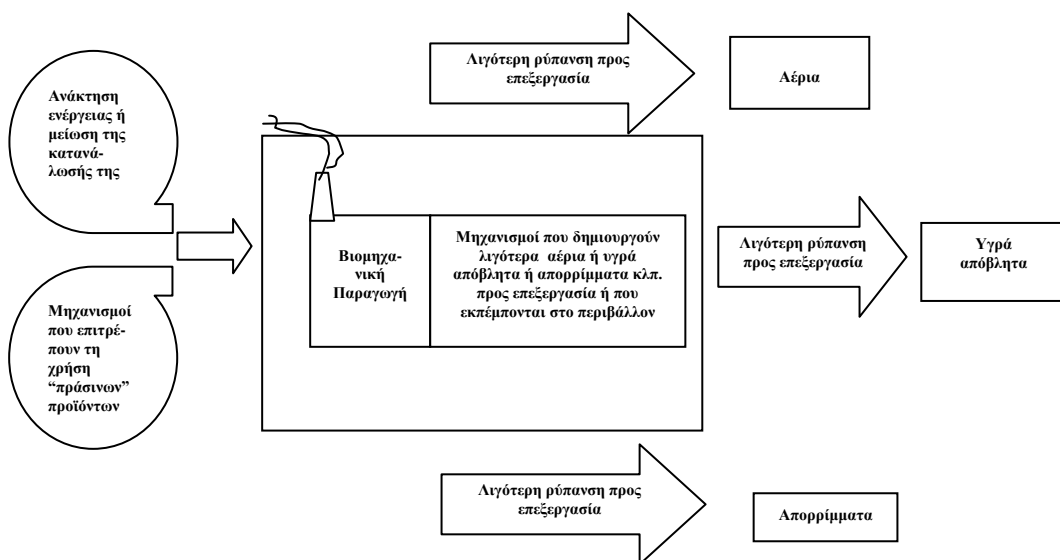 Ανάκτηση
ενέργειας ή
μείωση της
κατανά-
λωσής της
Μηχανισμοί
που επιτρέ-
πουν τη
χρήση
“πράσινων”
προϊόντων
Βιομηχα-
νική
Παραγωγή
Μηχανισμοί που δημιουργούν
λιγότερα αέρια ή υγρά
απόβλητα ή απορρίμματα κλπ.
προς επεξεργασία ή που
εκπέμπονται στο περιβάλλον
Λιγότερη ρύπανση προς
επεξεργασία
Αέρια
Λιγότερη ρύπανση
προς επεξεργασία
Υγρά
απόβλητα
Λιγότερη ρύπανση προς
επεξεργασία
Απορρίμματα